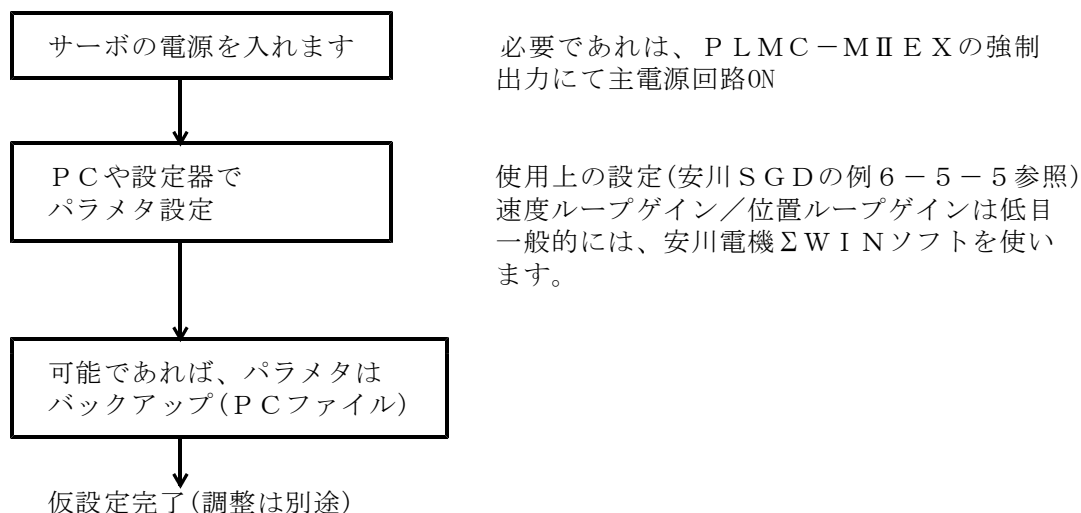 サーボの電源を入れます
必要であれは、ＰＬＭＣ－ＭⅡＥＸの強制
出力にて主電源回路ON
ＰＣや設定器で
パラメタ設定
使用上の設定(安川ＳＧＤの例６－５－５参照)
速度ループゲイン／位置ループゲインは低目
一般的には、安川電機ΣＷＩＮソフトを使い
ます。
可能であれば、パラメタは
バックアップ(ＰＣファイル)
仮設定完了(調整は別途)